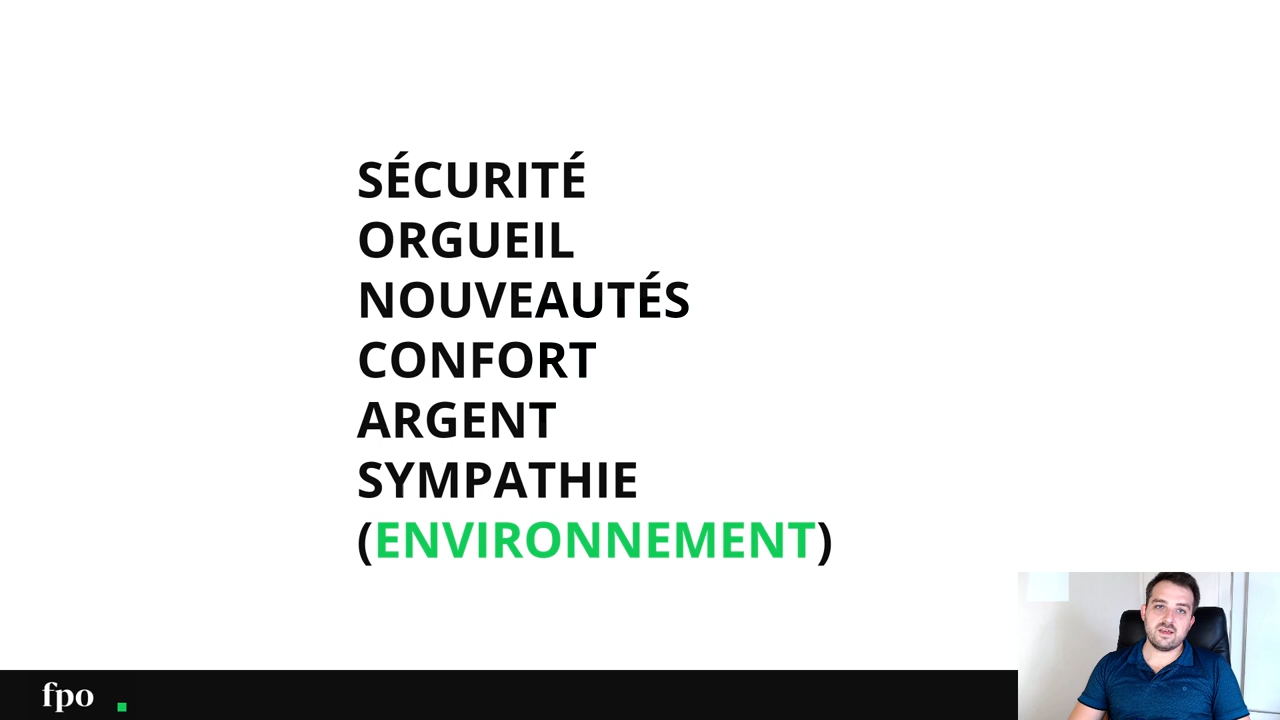 SÉCURITÉ
ORGUEIL
NOUVEAUTÉS
CONFORT
ARGENT
SYMPATHIE
(ENVIRONNEMENT)
fpo